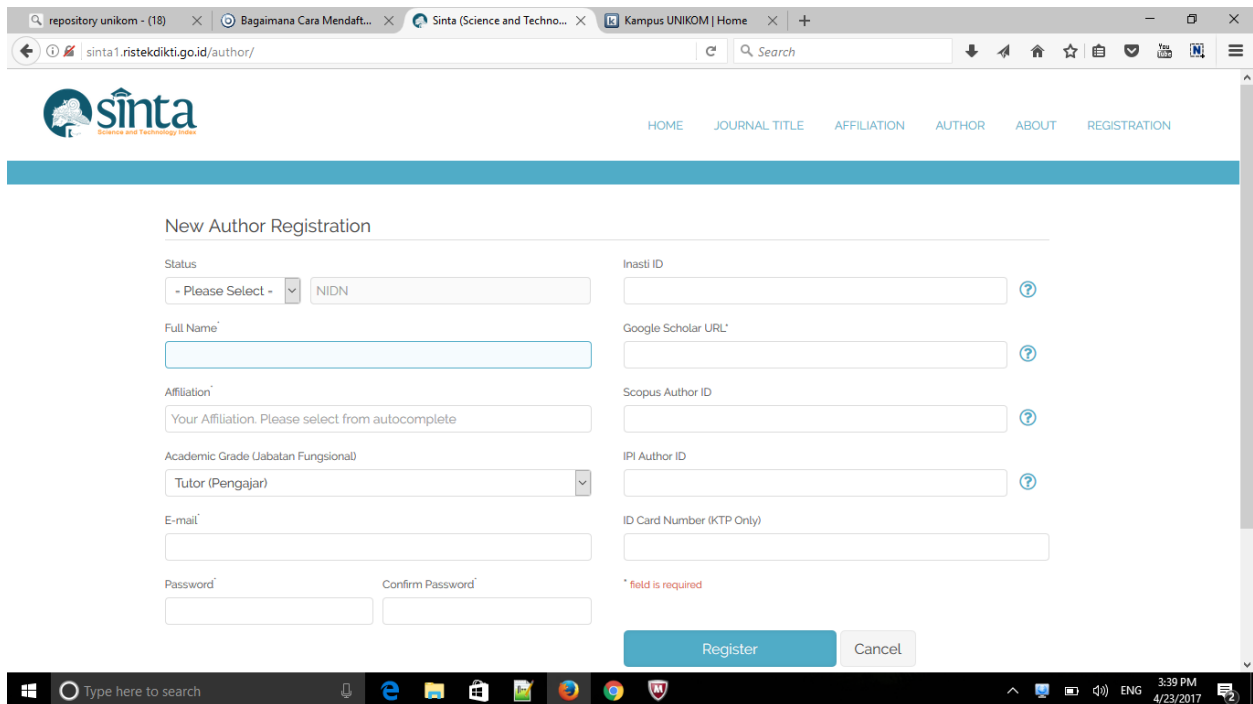 repository unikom - (18)
Bagaimana Cara Mendaft...
Sinta (Science and Techno...
Kampus UNIKOM | Home
sinta1.ristekdikti.go.id/author/
Search
You Tube
sinta
Science and Technology Index
HOME JOURNAL TITLE AFFILIATION AUTHOR ABOUT REGISTRATION
New Author Registration
Status
- Please Select - NIDN
Full Name*
Affiliation*
Your Affiliation. Please select from autocomplete
Academic Grade (Jabatan Fungsional)
Tutor (Pengajar)
E-mail*
Password* Confirm Password*
Inasti ID
?
Google Scholar URL*
?
Scopus Author ID
?
IPI Author ID
?
ID Card Number (KTP Only)
* field is required
Register Cancel
Type here to search
ENG
3:39 PM
4/23/2017
2